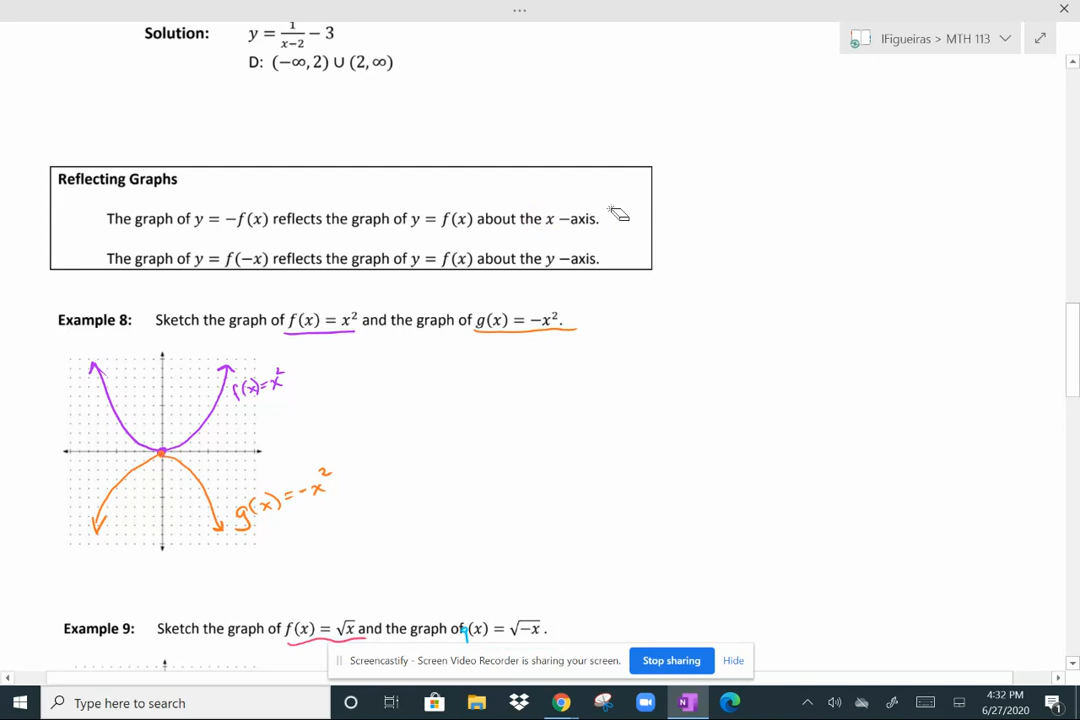 IFigueiras > MTH 113
Solution: y = 1/(x−2) − 3
D: (−∞, 2) ∪ (2, ∞)
Reflecting Graphs
The graph of y = −f(x) reflects the graph of y = f(x) about the x −axis.
The graph of y = f(−x) reflects the graph of y = f(x) about the y −axis.
Example 8: Sketch the graph of f(x) = x² and the graph of g(x) = −x².
f(x)=x²
g(x)=-x²
Example 9: Sketch the graph of f(x) = √x and the graph of q(x) = √−x .
Screencastify - Screen Video Recorder is sharing your screen.
Stop sharing
Hide
Type here to search
4:32 PM
6/27/2020
1